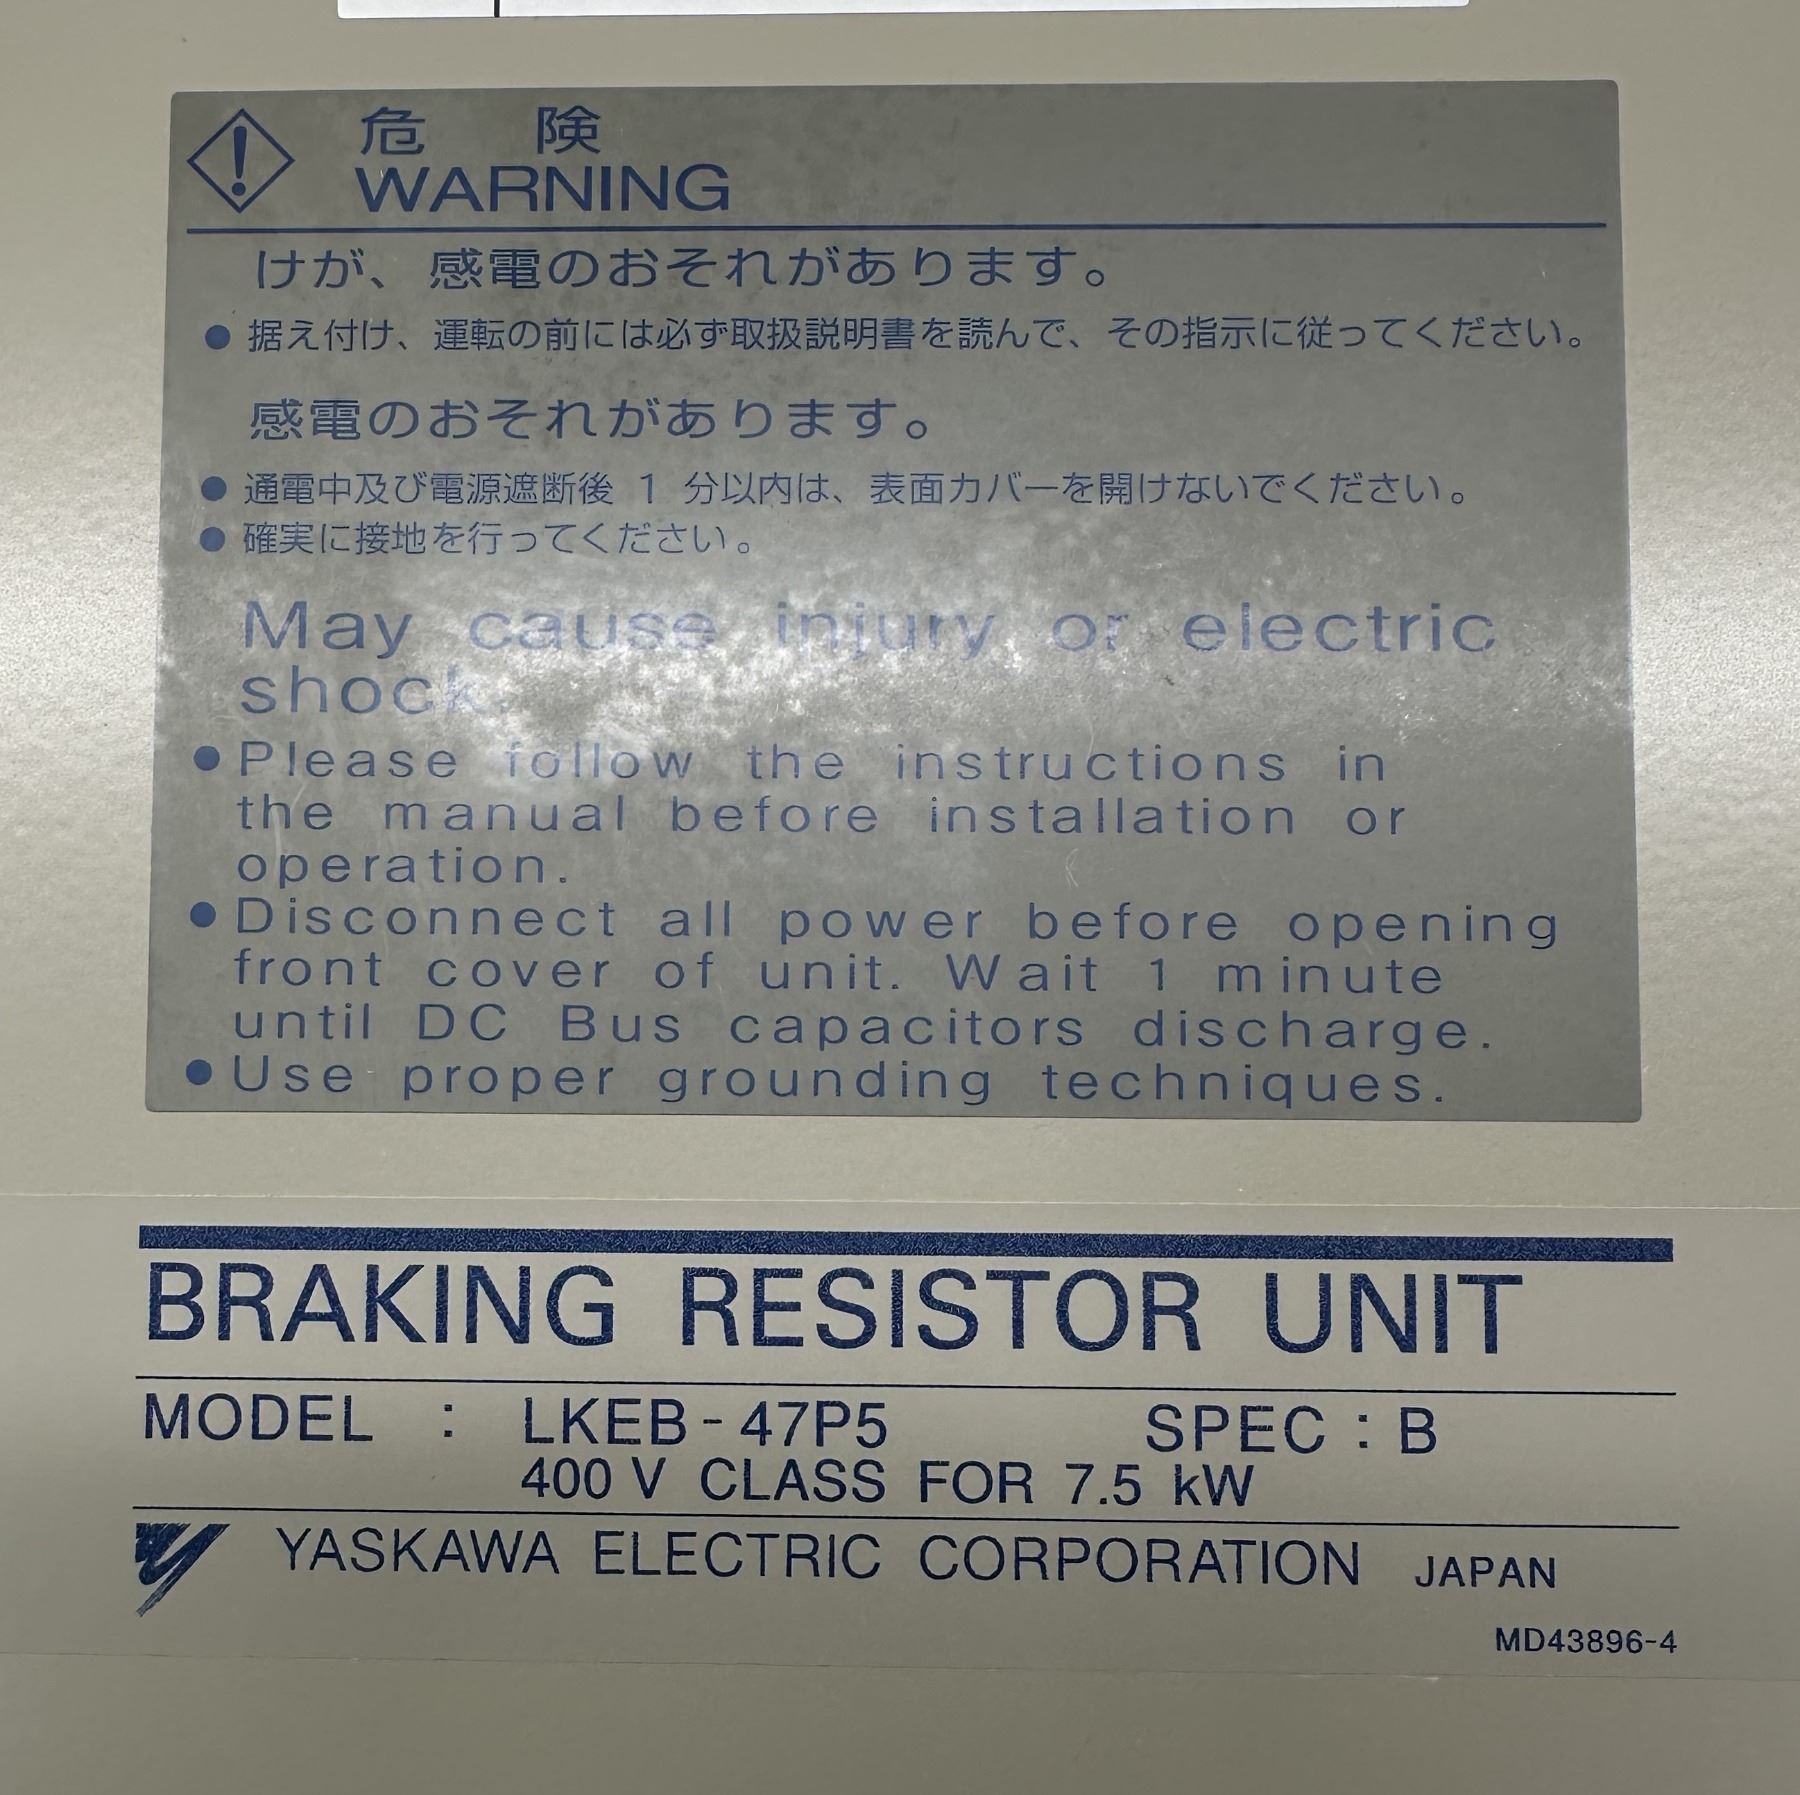 危 険
WARNING
けが、感電のおそれがあります。
● 据え付け、運転の前には必ず取扱説明書を読んで、その指示に従ってください。
感電のおそれがあります。
● 通電中及び電源遮断後 1 分以内は、表面カバーを開けないでください。
● 確実に接地を行ってください。
May cause injury or electric
shock.
● Please follow the instructions in
the manual before installation or
operation.
● Disconnect all power before opening
front cover of unit. Wait 1 minute
until DC Bus capacitors discharge.
● Use proper grounding techniques.
BRAKING RESISTOR UNIT
MODEL : LKEB-47P5 SPEC : B
400 V CLASS FOR 7.5 kW
YASKAWA ELECTRIC CORPORATION JAPAN
MD43896-4